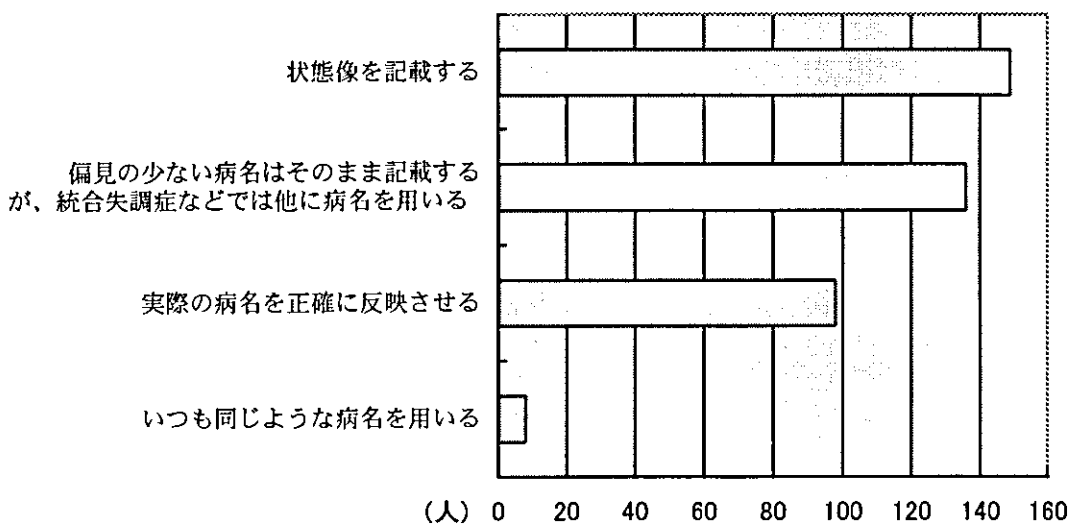 状態像を記載する
偏見の少ない病名はそのまま記載する
が、統合失調症などでは他に病名を用いる
実際の病名を正確に反映させる
いつも同じような病名を用いる
(人) 0 20 40 60 80 100 120 140 160